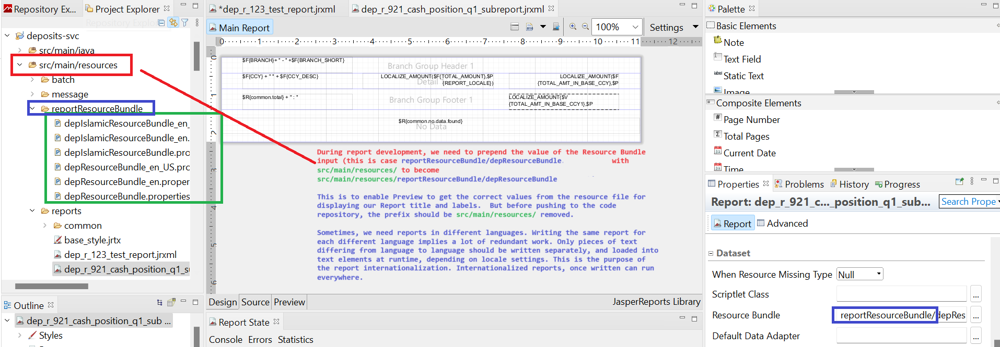 Repository Ex...
Project Explorer
deposits-svc
src/main/java
src/main/resources
batch
message
reportResourceBundle
depIslamicResourceBundle_en_
depIslamicResourceBundle_en.
depIslamicResourceBundle.pro
depResourceBundle_en_US.pro
depResourceBundle_en.proper
depResourceBundle.properties
reports
common
base_style.jrtx
dep_r_123_test_report.jrxml
dep_r_921_cash_position_q1_su
Outline
dep_r_921_cash_position_q1_sub ...
Styles
*dep_r_123_test_report.jrxml
dep_r_921_cash_position_q1_subreport.jrxml
Main Report
100%
Settings
0 1 2 3 4 5 6 7 8 9 10 11 12
0
1
2
3
4
5
6
$F{BRANCH}+ " - " +$F{BRANCH_SHORT}
Branch Group Header 1
$F{CCY} + " " + $F{CCY_DESC}
LOCALIZE_AMOUNT($F{TOTAL_AMOUNT},$P
{REPORT_LOCALE})
Detail
LOCALIZE_AMOUNT($F
{TOTAL_AMT_IN_BASE_CCY},$P
$R{common.total} + " : "
Branch Group Footer 1
LOCALIZE_AMOUNT($V
{TOTAL_AMT_IN_BASE_CCY1},$P
$R{common.no.data.found}
No Data
During report development, we need to prepend the value of the Resource Bundle
input (this is case reportResourceBundle/depResourceBundle. with
src/main/resources/ to become
src/main/resources/reportResourceBundle/depResourceBundle
This is to enable Preview to get the correct values from the resource file for
displaying our Report title and labels. But before pushing to the code
repository, the prefix should be src/main/resources/ removed.
Sometimes, we need reports in different languages. Writing the same report for
each different language implies a lot of redundant work. Only pieces of text
differing from language to language should be written separately, and loaded into
text elements at runtime, depending on locale settings. This is the purpose of
the report internationalization. Internationalized reports, once written can run
everywhere.
Design
Source
Preview
JasperReports Library
Report State
Console Errors Statistics
Palette
Basic Elements
Note
Text Field
label Static Text
Image
Composite Elements
# Page Number
Σ Total Pages
Current Date
Time
Properties
Problems
History
Progress
Report: dep_r_921_c..._position_q1_sub...
Search Prope
Report
Advanced
Dataset
When Resource Missing Type Null
Scriptlet Class ...
Resource Bundle reportResourceBundle/depRes ...
Default Data Adapter ...